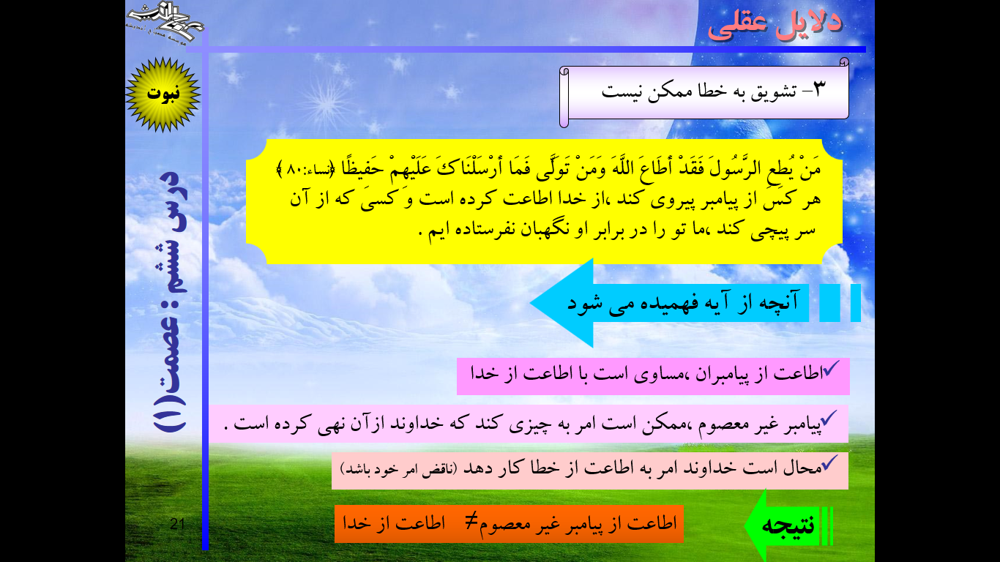 دلایل عقلی
۳- تشویق به خطا ممکن نیست
نبوت
درس ششم : عصمت(۱)
مَنْ يُطِعِ الرَّسُولَ فَقَدْ أَطَاعَ اللَّهَ وَمَنْ تَوَلَّى فَمَا أَرْسَلْنَاكَ عَلَيْهِمْ حَفِيظًا ﴿نساء:۸۰﴾
هر کس از پیامبر پیروی کند ،از خدا اطاعت کرده است و کسی که از آن
سر پیچی کند ،ما تو را در برابر او نگهبان نفرستاده ایم .
آنچه از آیه فهمیده می شود
اطاعت از پیامبران ،مساوی است با اطاعت از خدا
پیامبر غیر معصوم ،ممکن است امر به چیزی کند که خداوند ازآن نهی کرده است .
محال است خداوند امر به اطاعت از خطا کار دهد (ناقض امر خود باشد)
نتیجه
اطاعت از پیامبر غیر معصوم≠ اطاعت از خدا
21